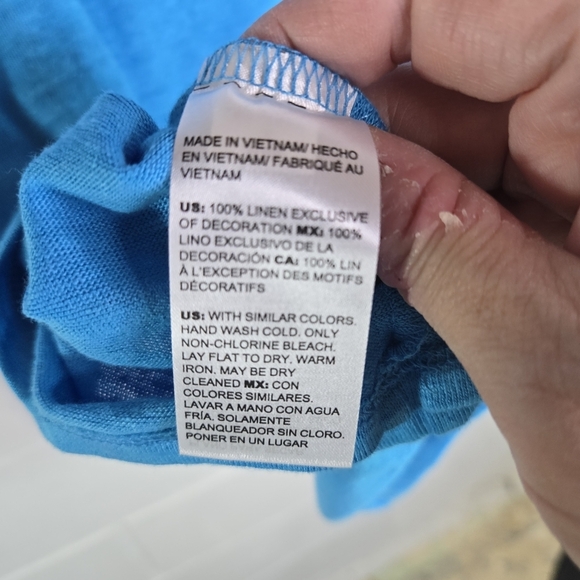 MADE IN VIETNAM/ HECHO
EN VIETNAM/ FABRIQUÉ AU
VIETNAM
US: 100% LINEN EXCLUSIVE
OF DECORATION MX: 100%
LINO EXCLUSIVO DE LA
DECORACIÓN CA: 100% LIN
À L'EXCEPTION DES MOTIFS
DÉCORATIFS
US: WITH SIMILAR COLORS.
HAND WASH COLD. ONLY
NON-CHLORINE BLEACH.
LAY FLAT TO DRY. WARM
IRON. MAY BE DRY
CLEANED MX: CON
COLORES SIMILARES.
LAVAR A MANO CON AGUA
FRÍA. SOLAMENTE
BLANQUEADOR SIN CLORO.
PONER EN UN LUGAR